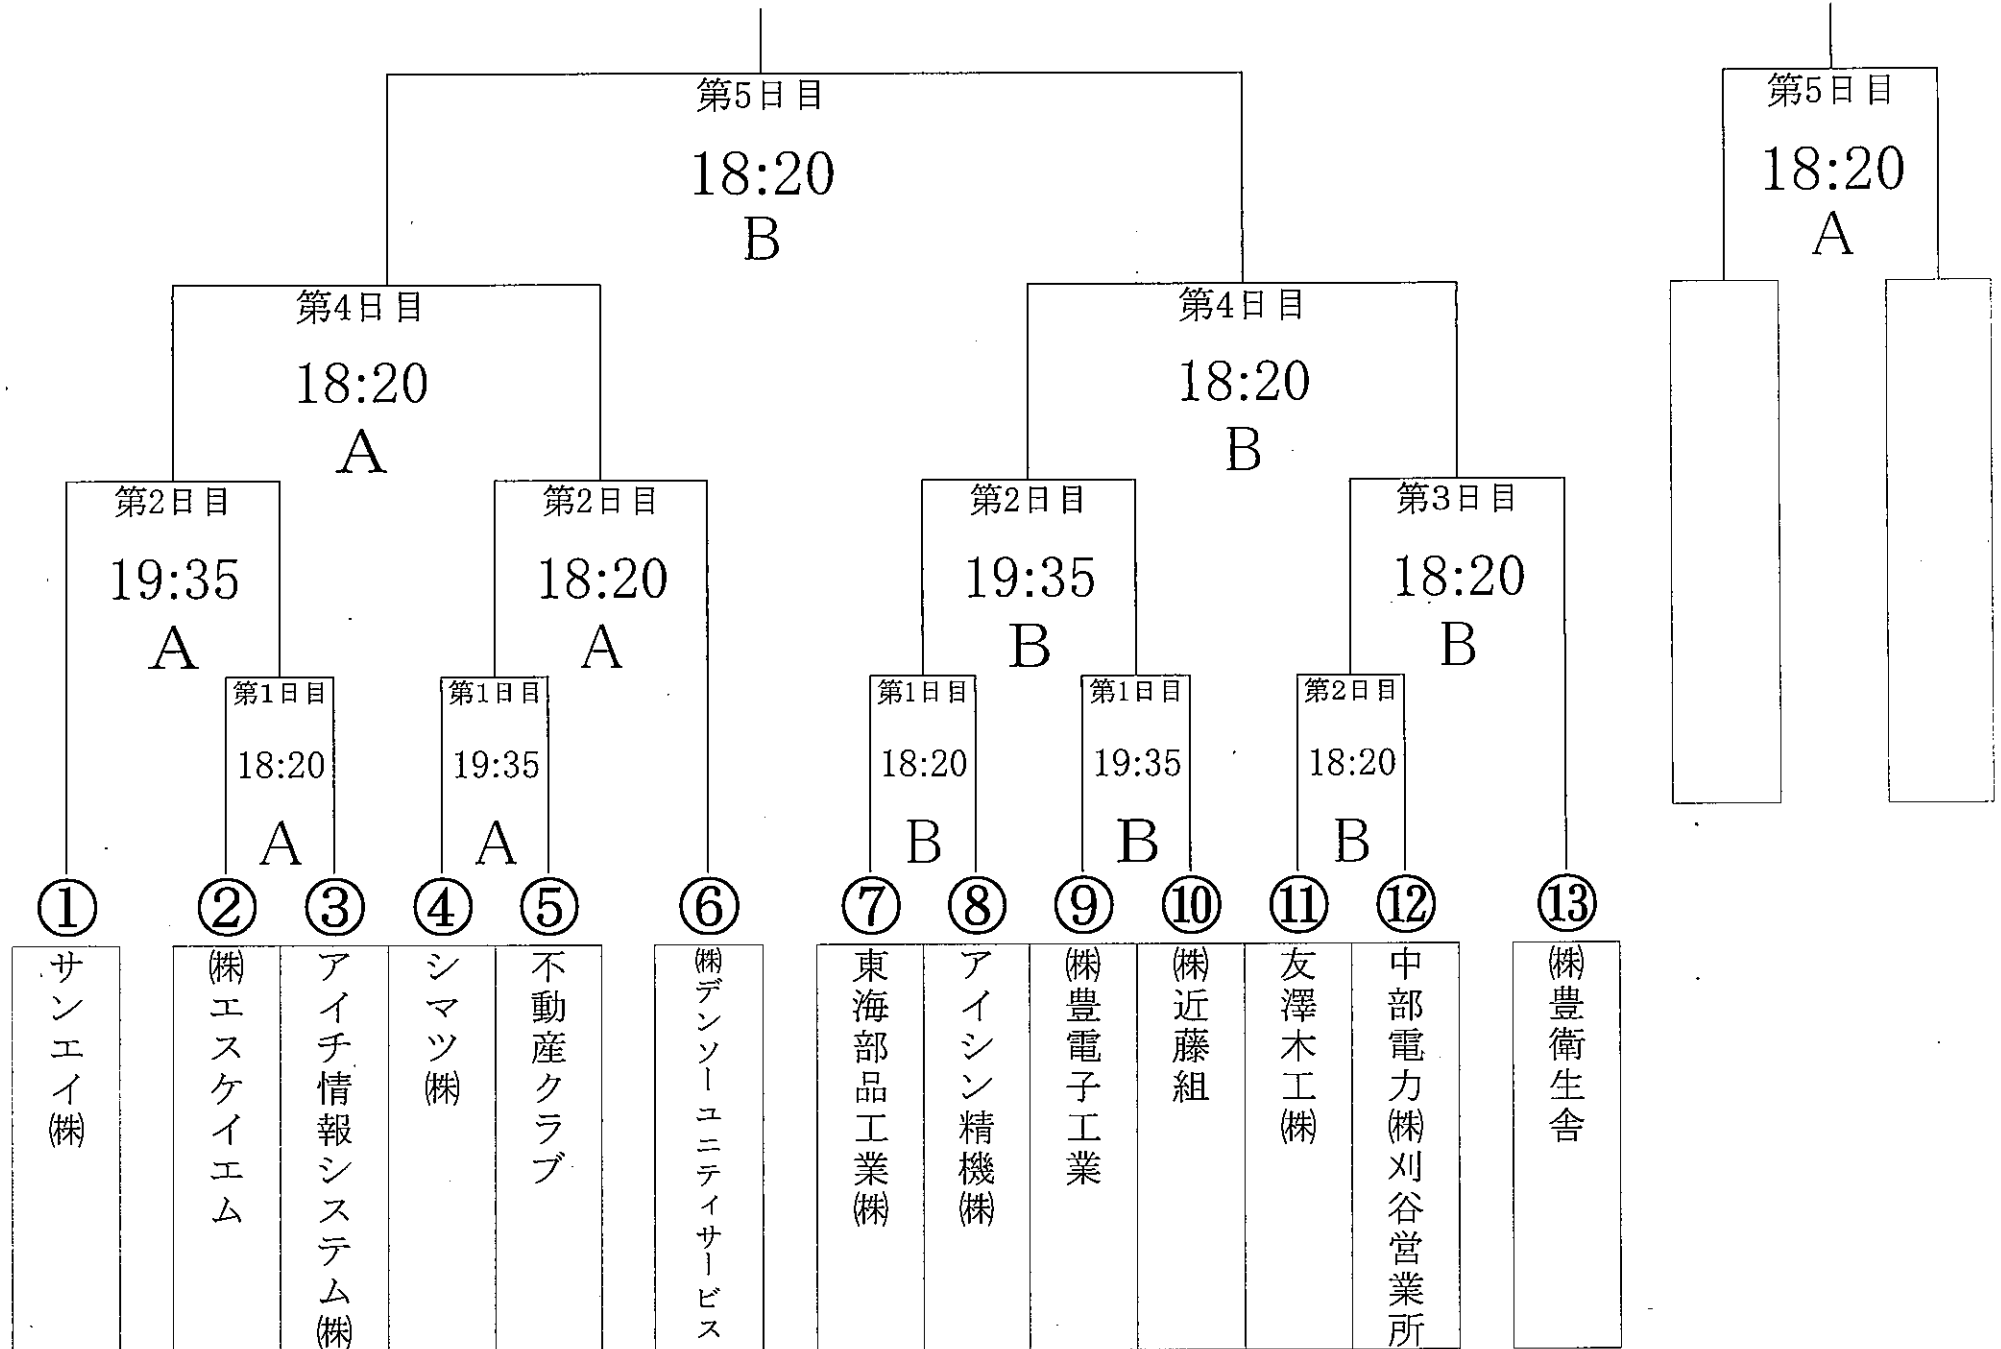 第5日目
18:20
B
第5日目
18:20
A
第4日目
18:20
A
第4日目
18:20
B
第2日目
19:35
A
第2日目
18:20
A
第2日目
19:35
B
第3日目
18:20
B
第1日目
18:20
A
第1日目
19:35
A
第1日目
18:20
B
第1日目
19:35
B
第2日目
18:20
B
①
サンエイ㈱
②
㈱エスケイエム
③
アイチ情報システム㈱
④
シマツ㈱
⑤
不動産クラブ
⑥
㈱デンソーユニティサービス
⑦
東海部品工業㈱
⑧
アイシン精機㈱
⑨
㈱豊電子工業
⑩
㈱近藤組
⑪
友澤木工㈱
⑫
中部電力㈱刈谷営業所
⑬
㈱豊衛生舎